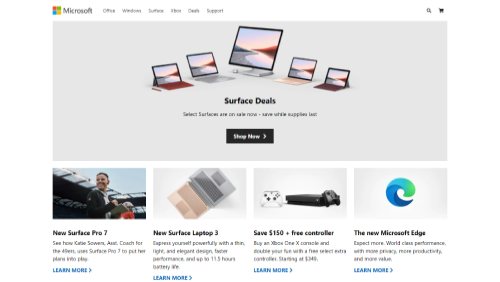 Microsoft
Office Windows Surface Xbox Deals Support
Surface Deals
Select Surfaces are on sale now - save while supplies last
Shop Now
New Surface Pro 7
See how Katie Sowers, Asst. Coach for
the 49ers, uses Surface Pro 7 to put her
plans into play.
LEARN MORE
New Surface Laptop 3
Express yourself powerfully with a thin,
light, and elegant design, faster
performance, and up to 11.5 hours
battery life.
LEARN MORE
Save $150 + free controller
Buy an Xbox One X console and
double your fun with a free select extra
controller. Starting at $349.
LEARN MORE
The new Microsoft Edge
Expect more. World class performance,
with more privacy, more productivity,
and more value.
LEARN MORE